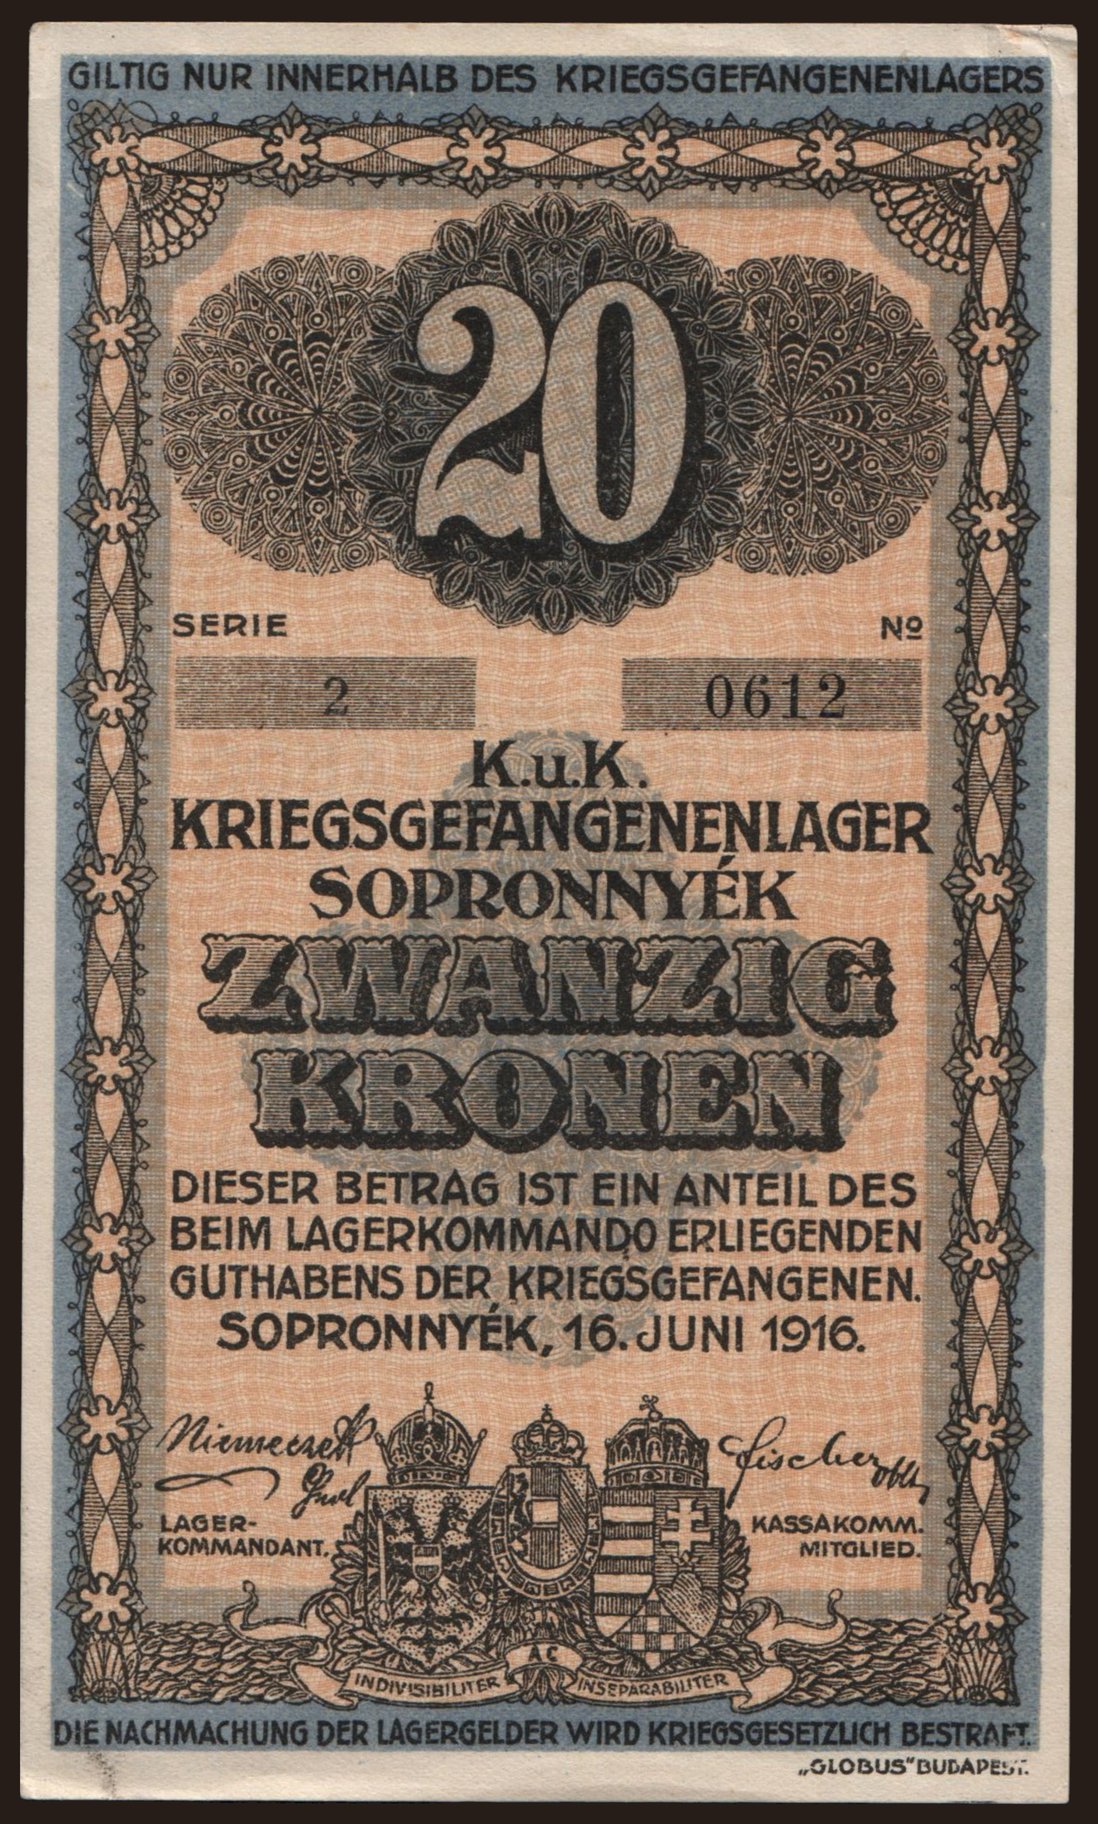 GILTIG NUR INNERHALB DES KRIEGSGEFANGENENLAGERS
20
SERIE
Nº
2
0612
K.u.K.
KRIEGSGEFANGENENLAGER
SOPRONNYÉK
ZWANZIG
KRONEN
DIESER BETRAG IST EIN ANTEIL DES
BEIM LAGERKOMMANDO ERLIEGENDEN
GUTHABENS DER KRIEGSGEFANGENEN.
SOPRONNYÉK, 16. JUNI 1916.
Fischer
LAGER-
KOMMANDANT.
KASSAKOMM.
MITGLIED.
INDIVISIBILITER AC INSEPARABILITER
DIE NACHMACHUNG DER LAGERGELDER WIRD KRIEGSGESETZLICH BESTRAFT.
„GLOBUS" BUDAPEST.